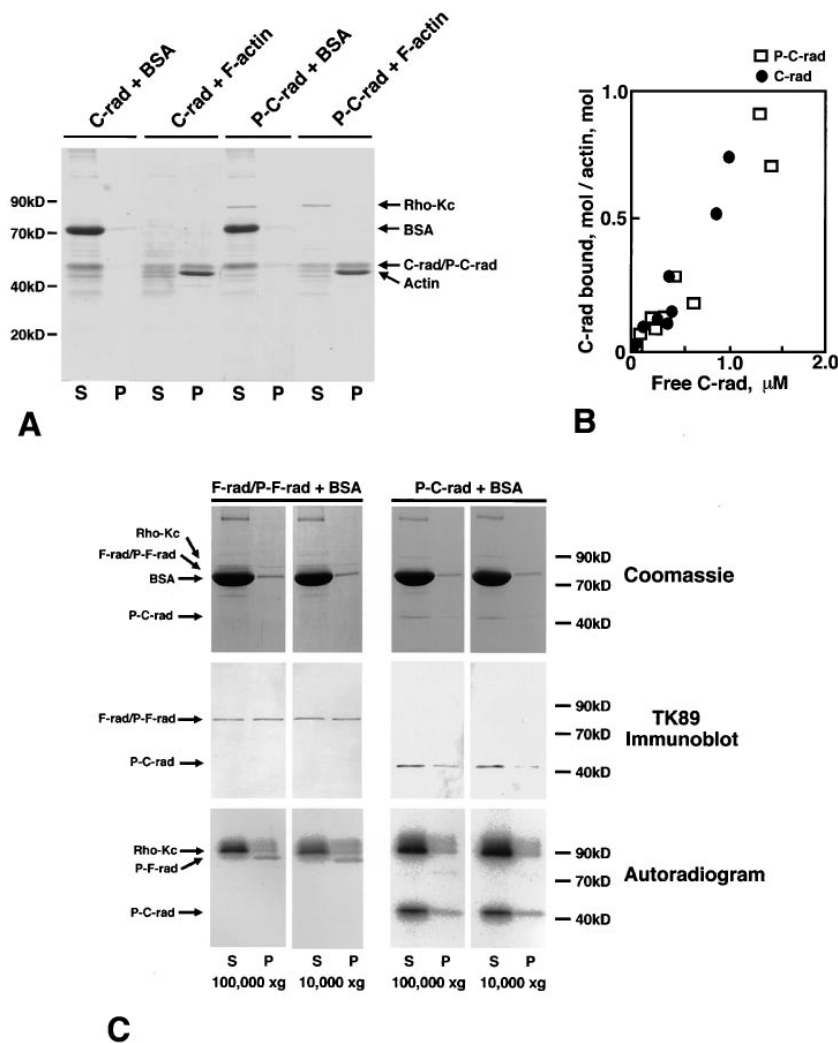 C-rad + BSA
C-rad + F-actin
P-C-rad + BSA
P-C-rad + F-actin
90kD
70kD
40kD
20kD
Rho-Kc
BSA
C-rad/P-C-rad
Actin
S P S P S P S P
A
P-C-rad
C-rad
C-rad bound, mol / actin, mol
1.0
0.5
0
0 1.0 2.0
Free C-rad, μM
B
F-rad/P-F-rad + BSA
P-C-rad + BSA
Rho-Kc
F-rad/P-F-rad
BSA
P-C-rad
90kD
70kD
40kD
Coomassie
F-rad/P-F-rad
P-C-rad
90kD
70kD
40kD
TK89
Immunoblot
Rho-Kc
P-F-rad
P-C-rad
90kD
70kD
40kD
Autoradiogram
S P S P S P S P
100,000 xg 10,000 xg 100,000 xg 10,000 xg
C